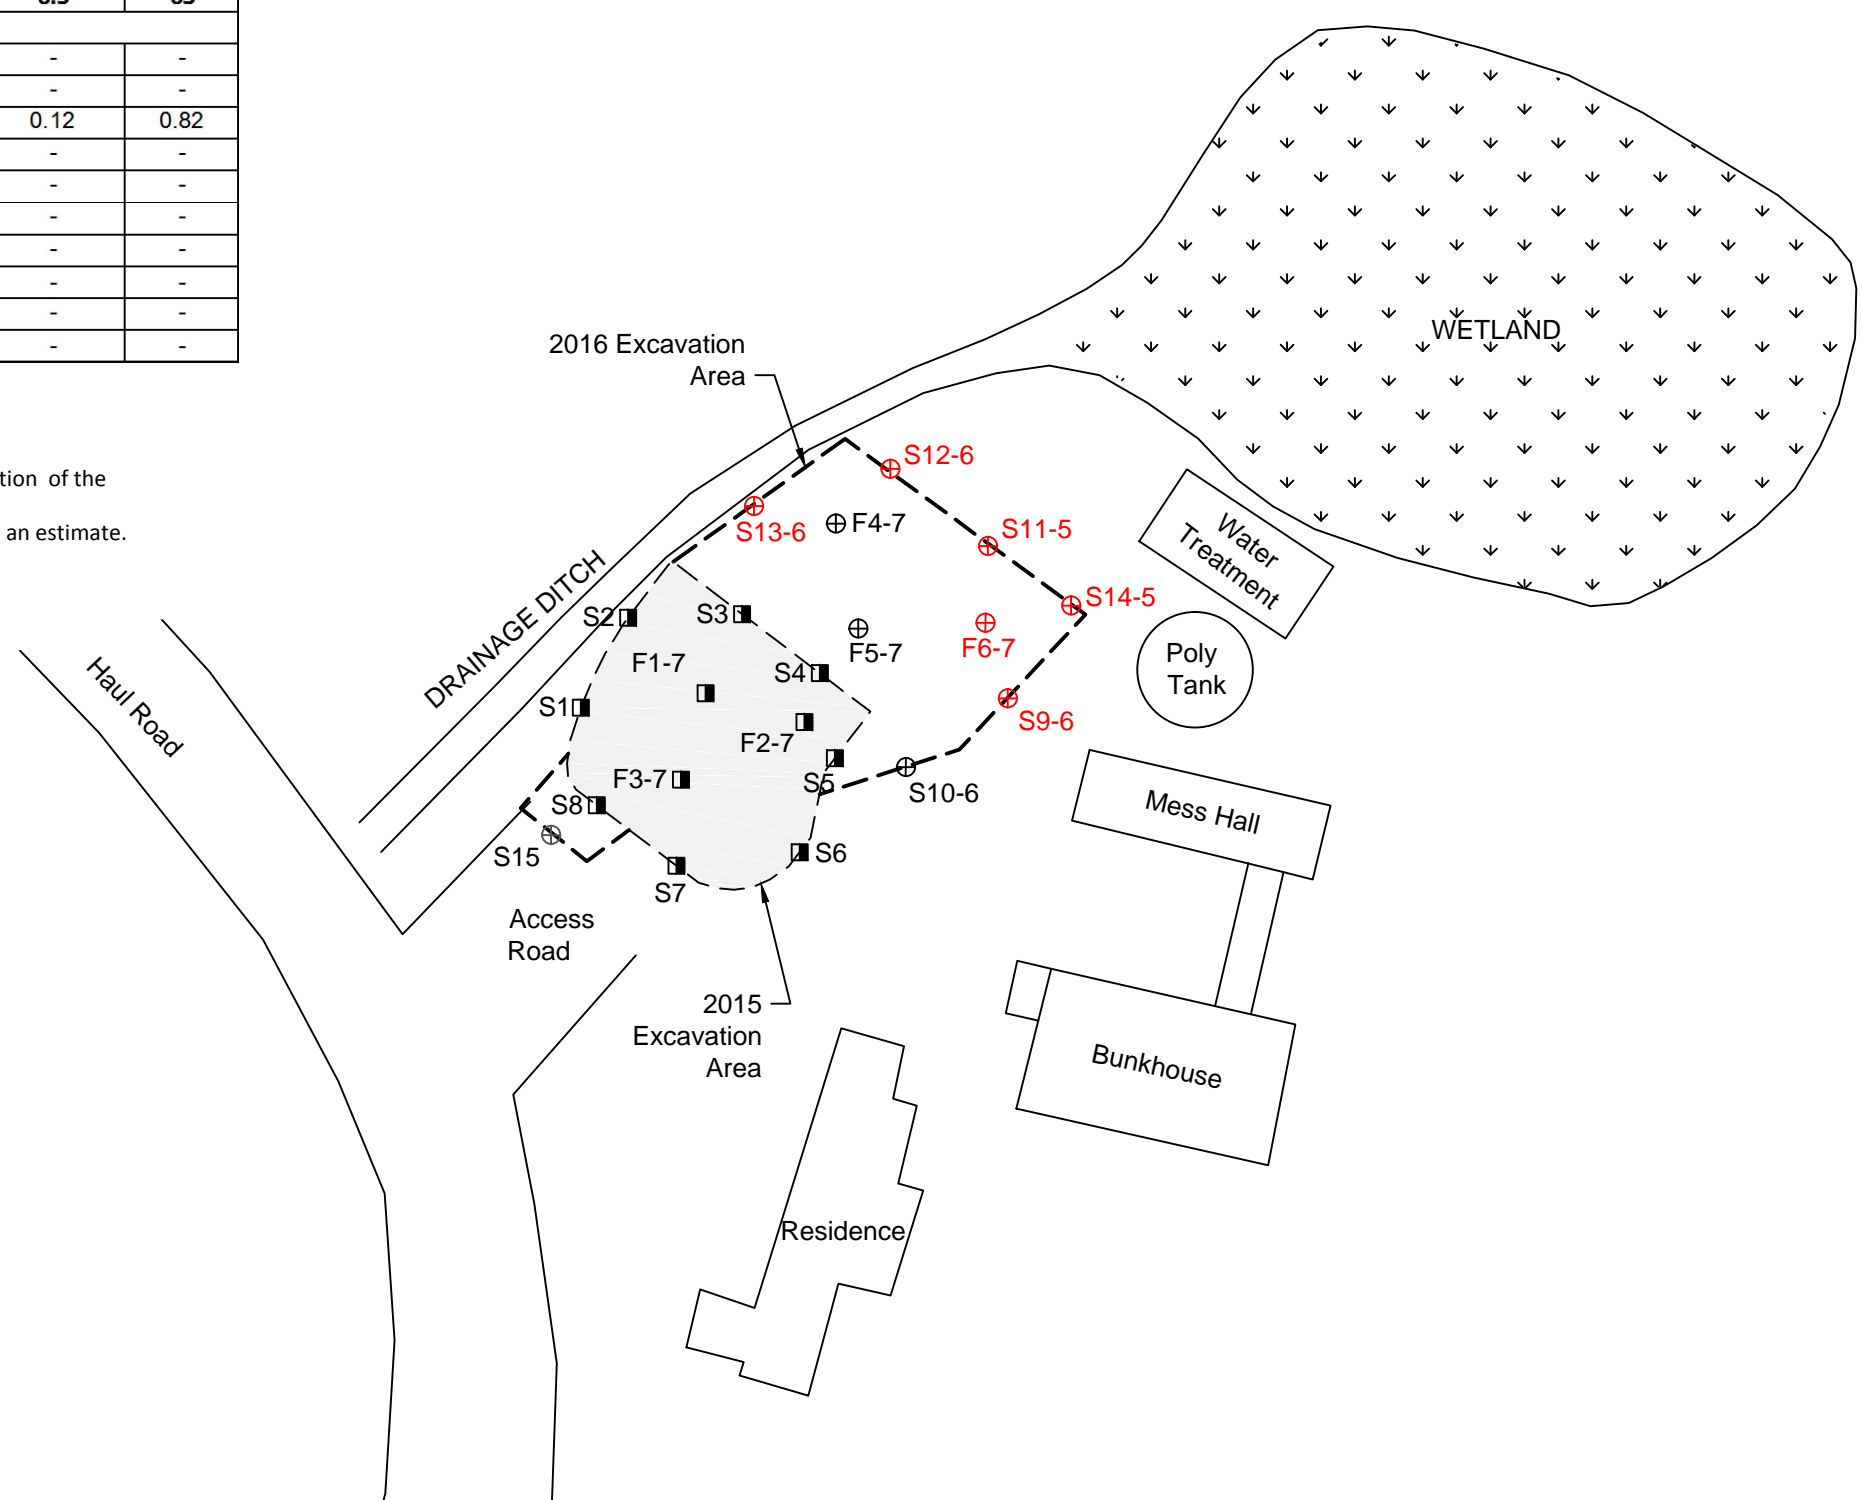 - -
- -
0.12 0.82
- -
- -
- -
- -
- -
- -
- -
tion of the
an estimate.
2016 Excavation
Area
WETLAND
S12-6
S13-6
F4-7
S11-5
S14-5
Water
Treatment
DRAINAGE DITCH
S2
S3
F5-7
F6-7
F1-7
S4
Poly
Tank
Haul Road
S1
S9-6
F2-7
F3-7
S5
S10-6
S8
Mess Hall
S15
S6
S7
Access
Road
2015
Excavation
Area
Bunkhouse
Residence